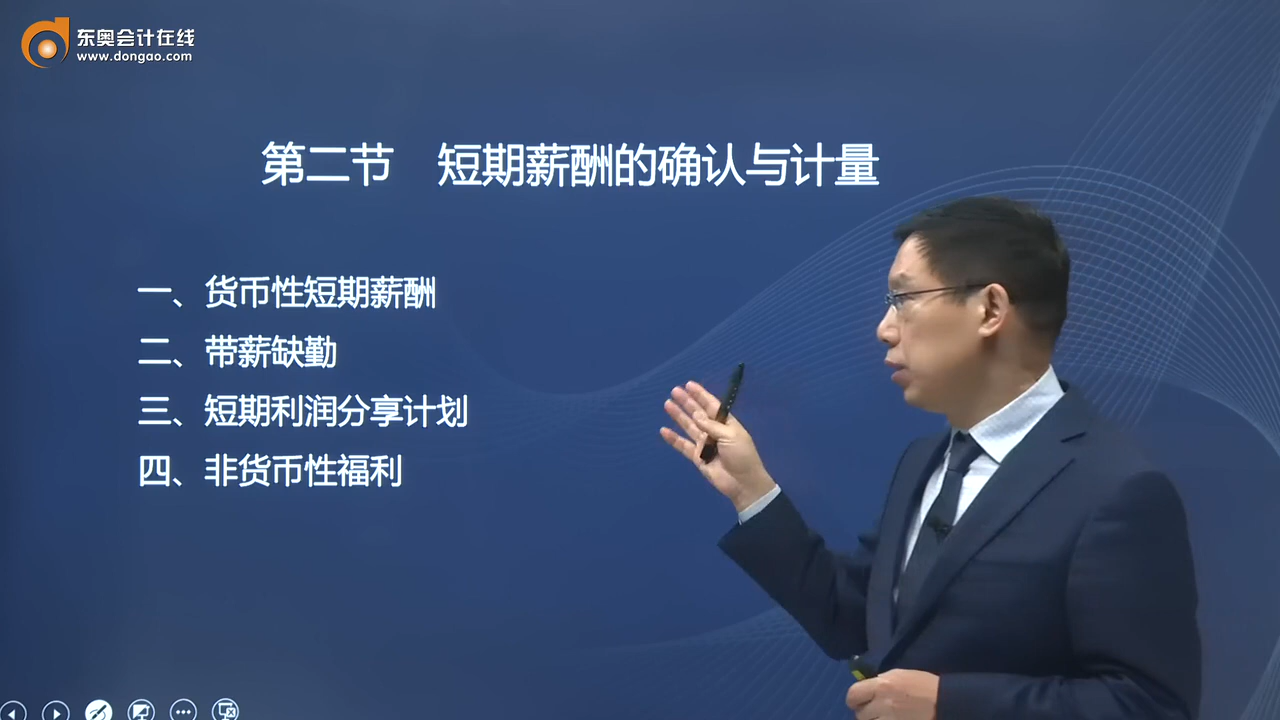 东奥会计在线
www.dongao.com
第二节 短期薪酬的确认与计量
一、货币性短期薪酬
二、带薪缺勤
三、短期利润分享计划
四、非货币性福利